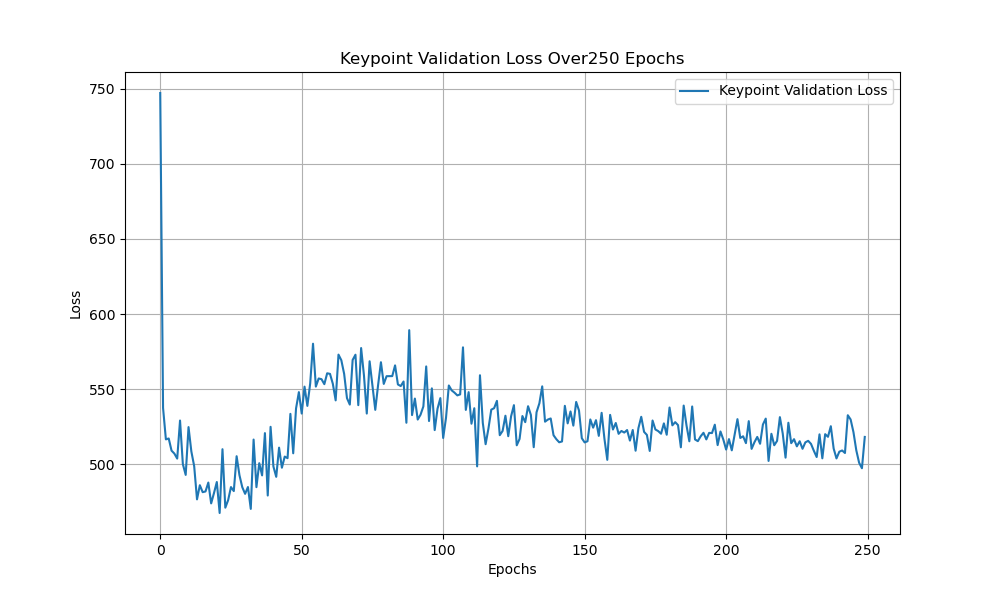 Keypoint Validation Loss Over250 Epochs
Keypoint Validation Loss
750
700
650
600
550
500
Loss
0 50 100 150 200 250
Epochs